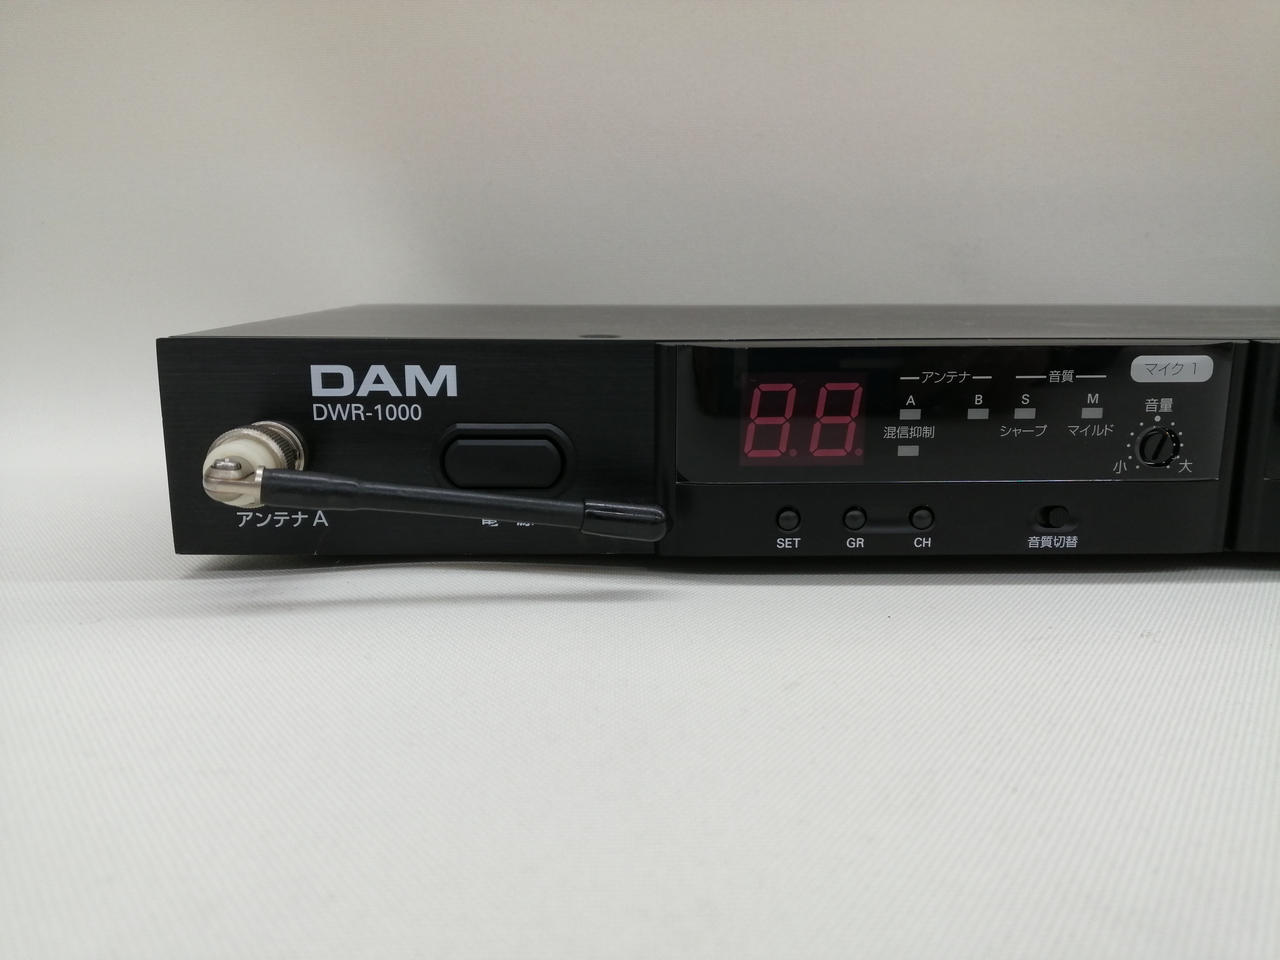 DAM
DWR-1000
アンテナ A
88
アンテナ
A B
混信抑制
音質
S M
シャープ マイルド
マイク 1
音量
小 大
SET GR CH
音質切替